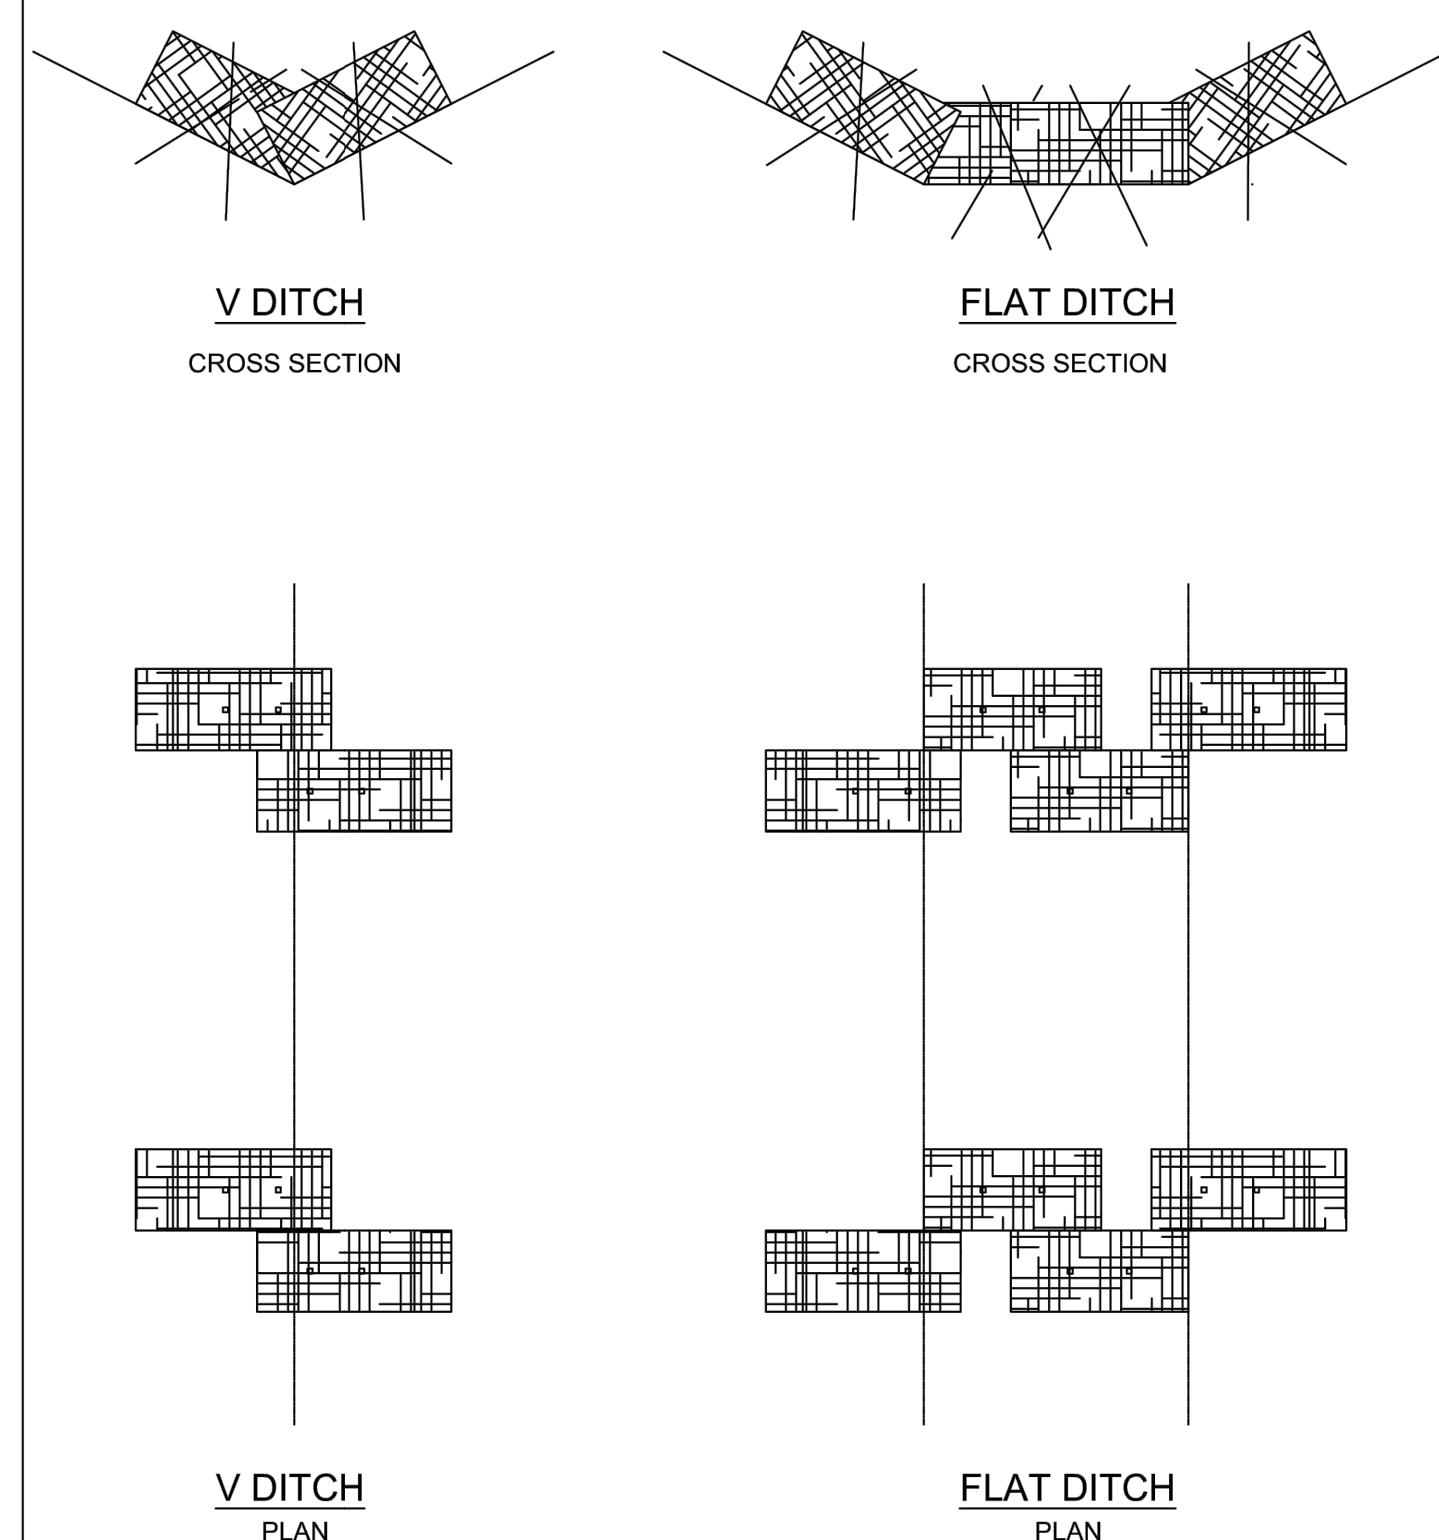 V DITCH
CROSS SECTION
FLAT DITCH
CROSS SECTION
V DITCH
PLAN
FLAT DITCH
PLAN